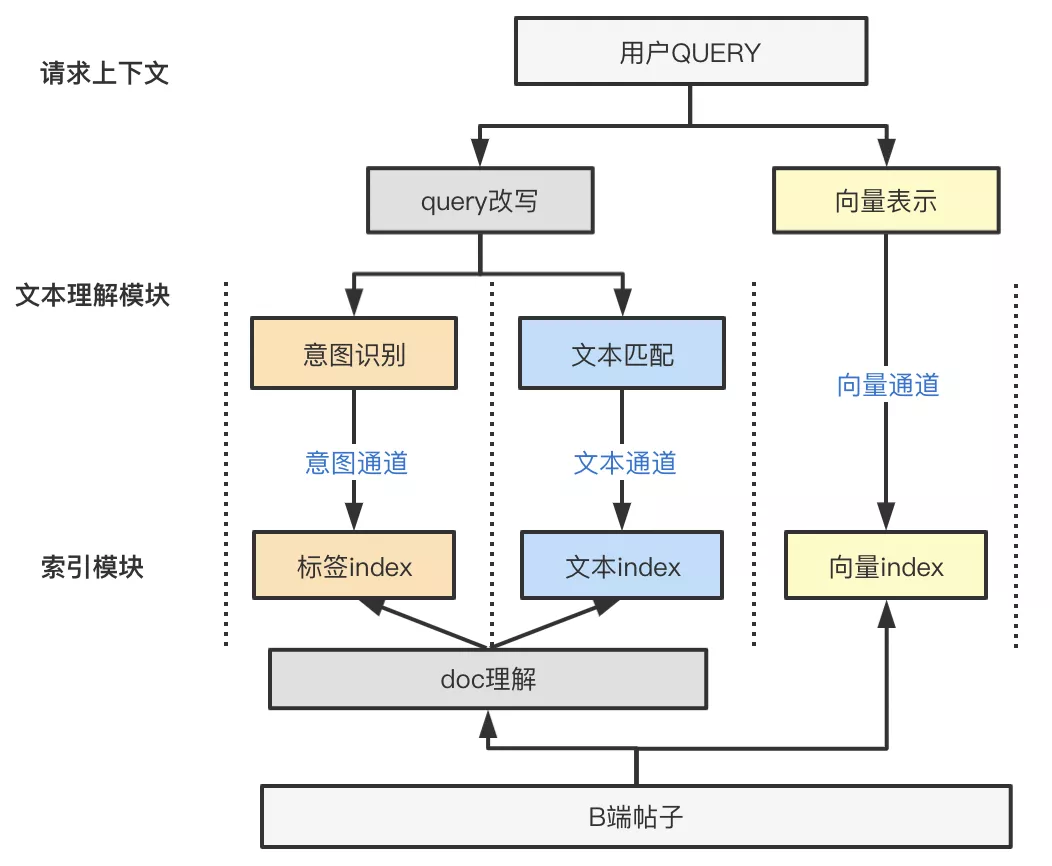 用户QUERY
请求上下文
query改写
向量表示
文本理解模块
意图识别
文本匹配
向量通道
意图通道
文本通道
索引模块
标签index
文本index
向量index
doc理解
B端帖子